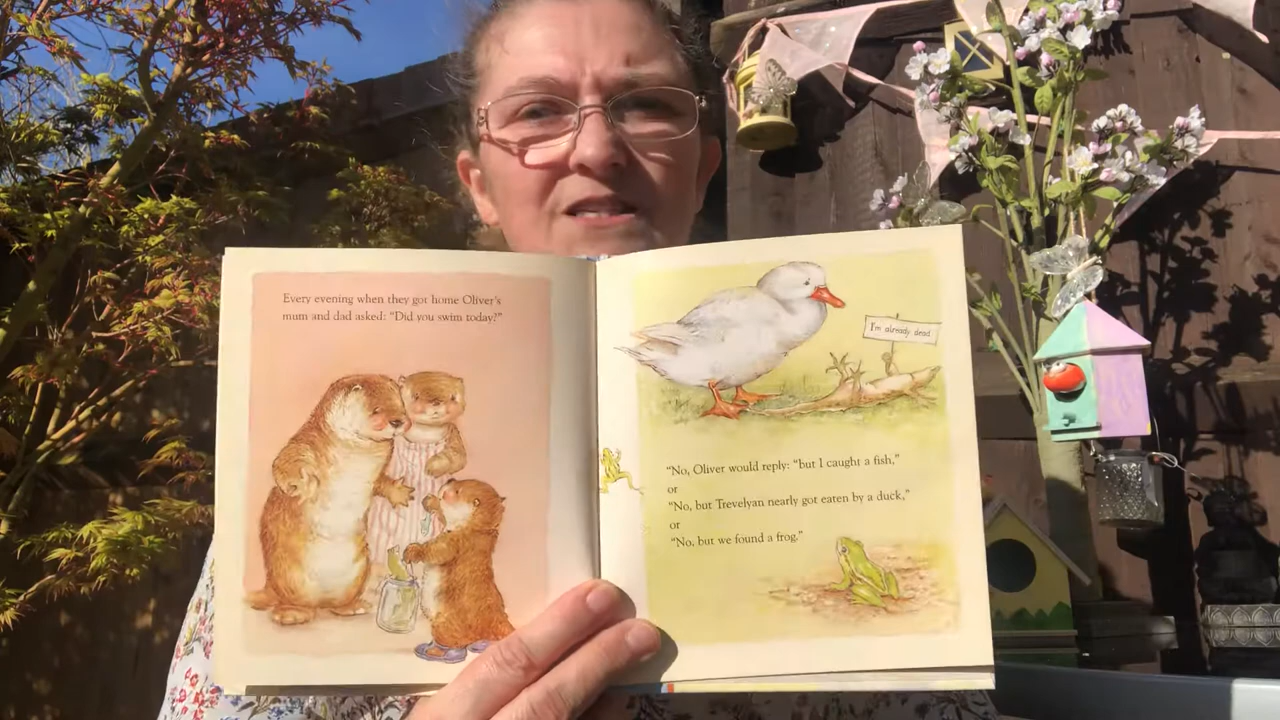 Every evening when they got home Oliver's
mum and dad asked: "Did you swim today?"
I'm already dead
"No, Oliver would reply: "but I caught a fish,"
or
"No, but Trevelyan nearly got eaten by a duck,"
or
"No, but we found a frog."